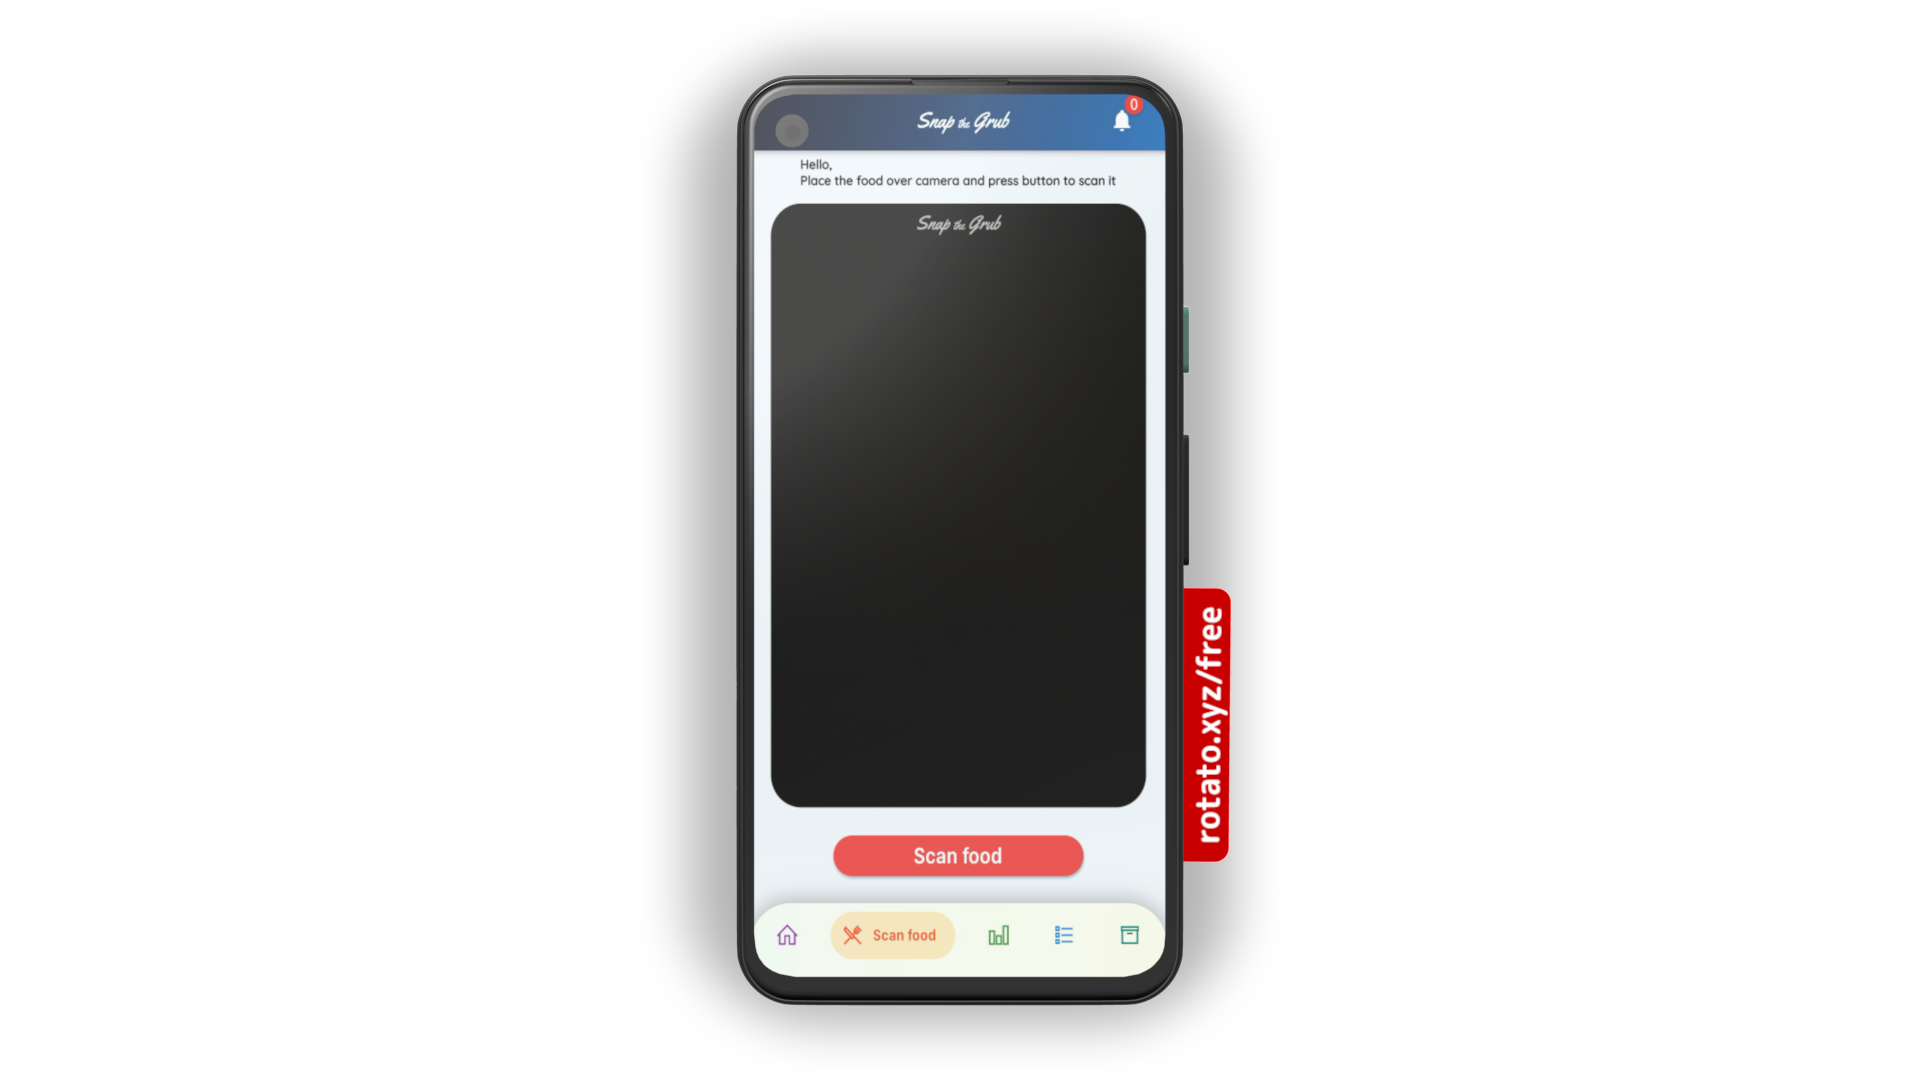 Snap the Grub
0
Hello,
Place the food over camera and press button to scan it
Snap the Grub
Scan food
Scan food
rotato.xyz/free